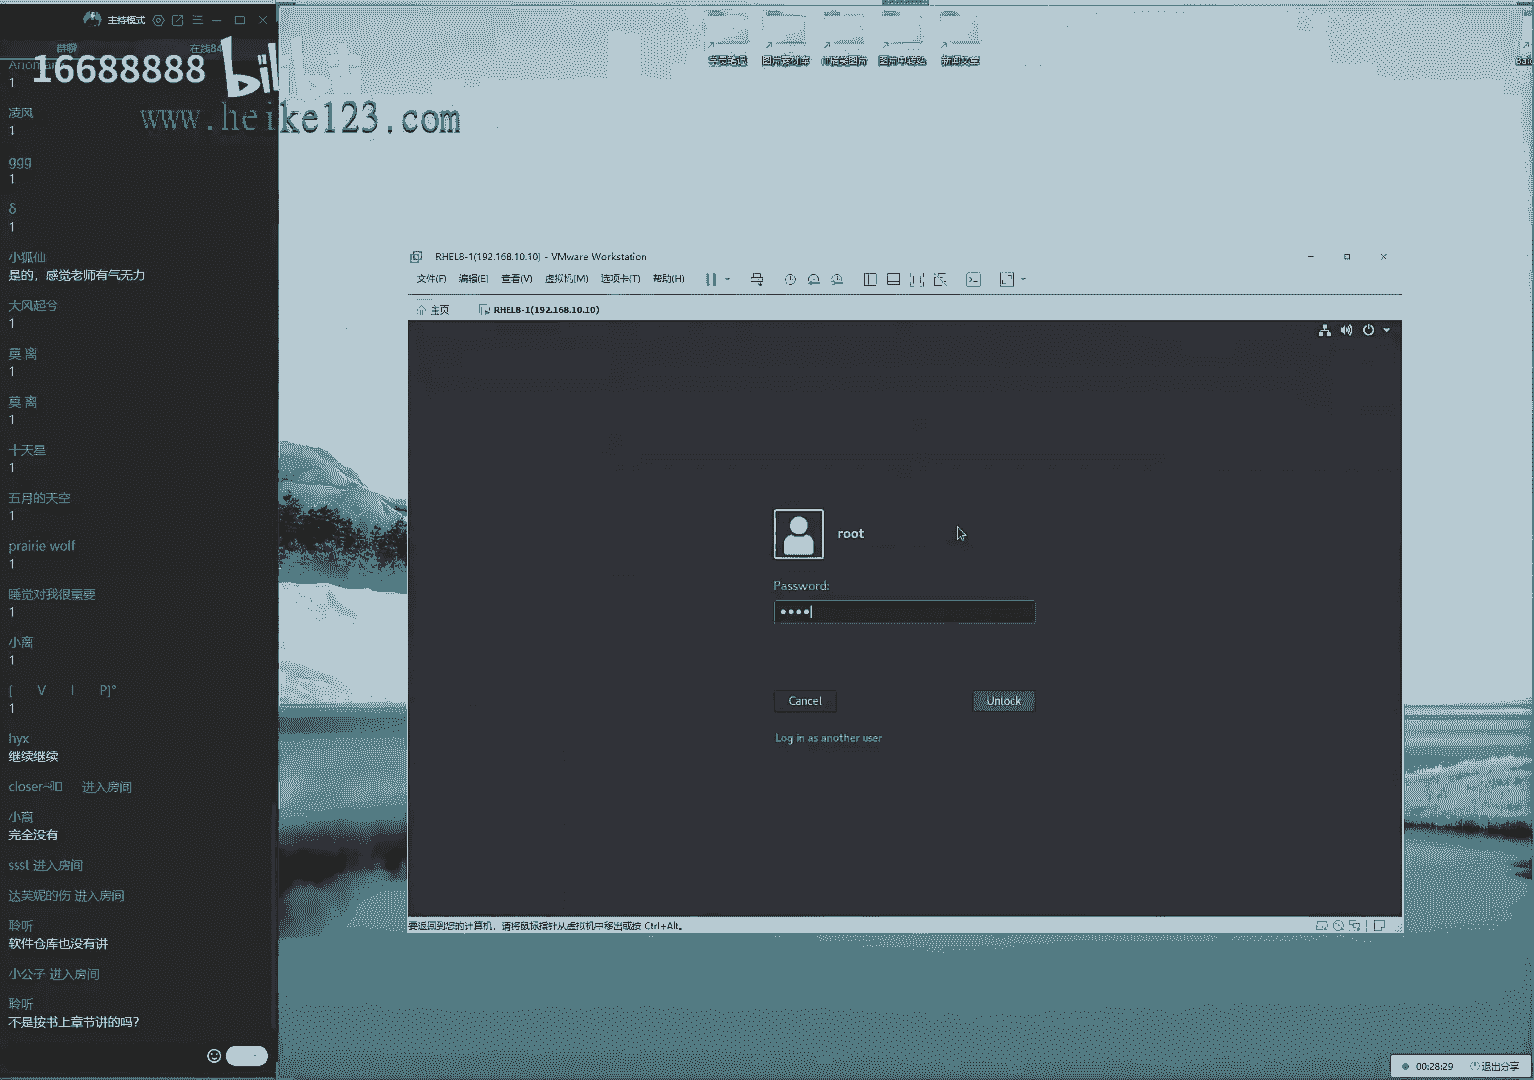 主持模式
群聊
在线84
16688888 bil
www.heike123.com
1
凌风
1
ggg
1
δ
1
小狐仙
是的，感觉老师有气无力
大风起兮
1
莫 离
1
莫 离
1
十天星
1
五月的天空
1
prairie wolf
1
睡觉对我很重要
1
小离
1
[ V I P]°
1
hyx
继续继续
closer~ 进入房间
小离
完全没有
sssl 进入房间
达芙妮的伤 进入房间
聆听
软件仓库也没有讲
小公子 进入房间
聆听
不是按书上章节讲的吗?
RHEL8-1(192.168.10.10) - VMware Workstation
文件(F) 编辑(E) 查看(V) 虚拟机(M) 选项卡(T) 帮助(H)
主页 RHEL8-1(192.168.10.10)
root
Password:
Cancel Unlock
Log in as another user
要返回到您的计算机，请将鼠标指针从虚拟机中移出或按 Ctrl+Alt。
00:28:29 退出分享